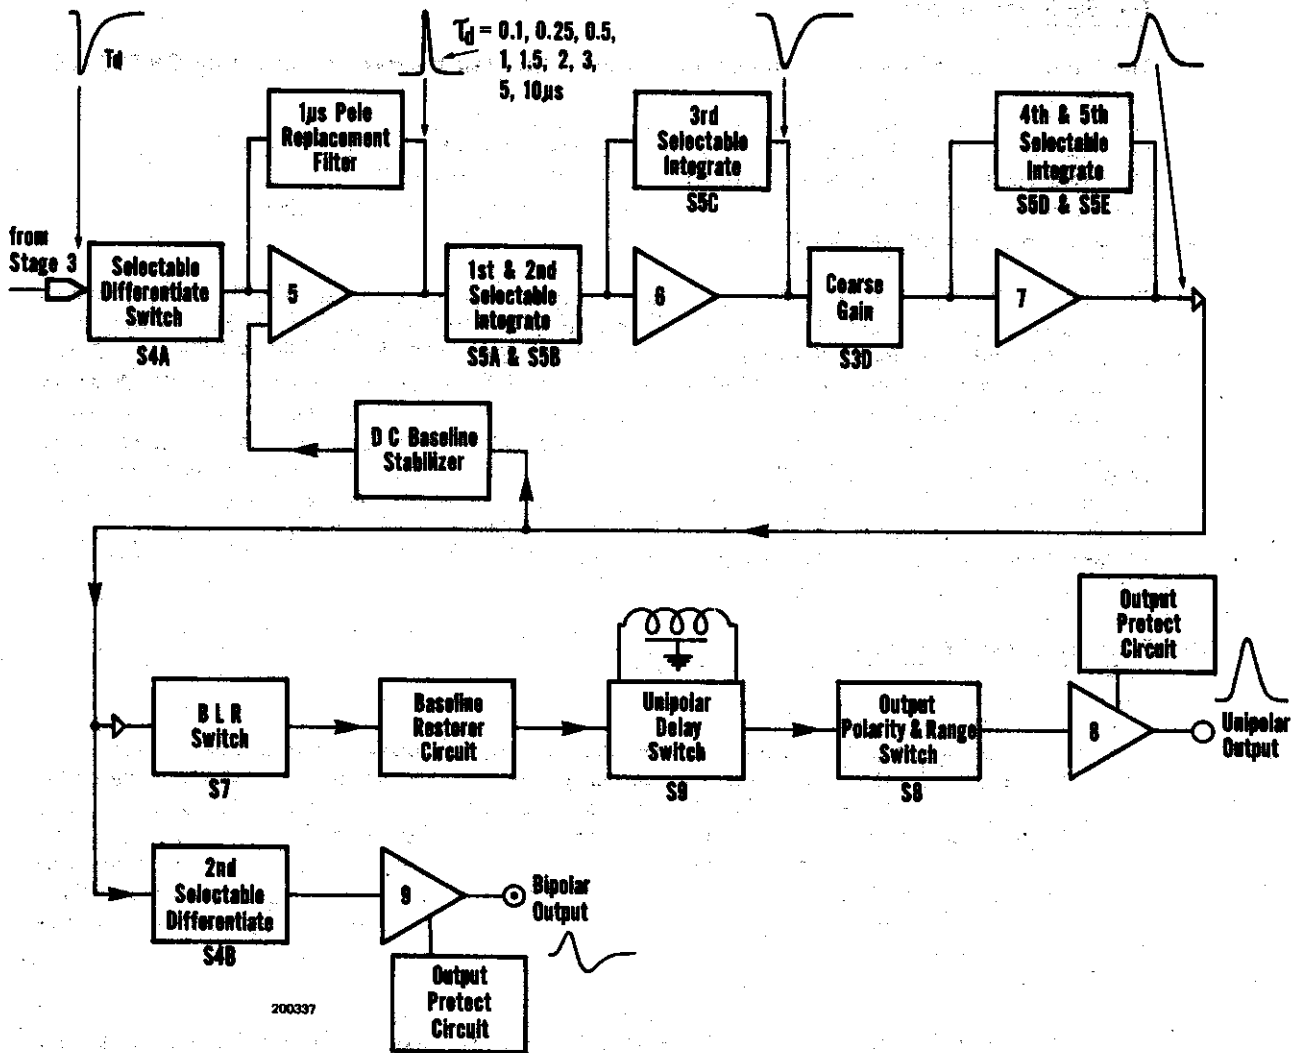 Td
τd = 0.1, 0.25, 0.5,
1, 1.5, 2, 3,
5, 10µs
1µs Pole
Replacement
Filter
3rd
Selectable
Integrate
S5C
4th & 5th
Selectable
Integrate
S5D & S5E
from
Stage 3
Selectable
Differentiate
Switch
S4A
5
1st & 2nd
Selectable
Integrate
S5A & S5B
6
Coarse
Gain
S3D
7
DC Baseline
Stabilizer
BLR
Switch
S7
Baseline
Restorer
Circuit
Unipolar
Delay
Switch
S9
Output
Polarity & Range
Switch
S8
8
Output
Protect
Circuit
Unipolar
Output
2nd
Selectable
Differentiate
S4B
9
Bipolar
Output
Output
Protect
Circuit
200337